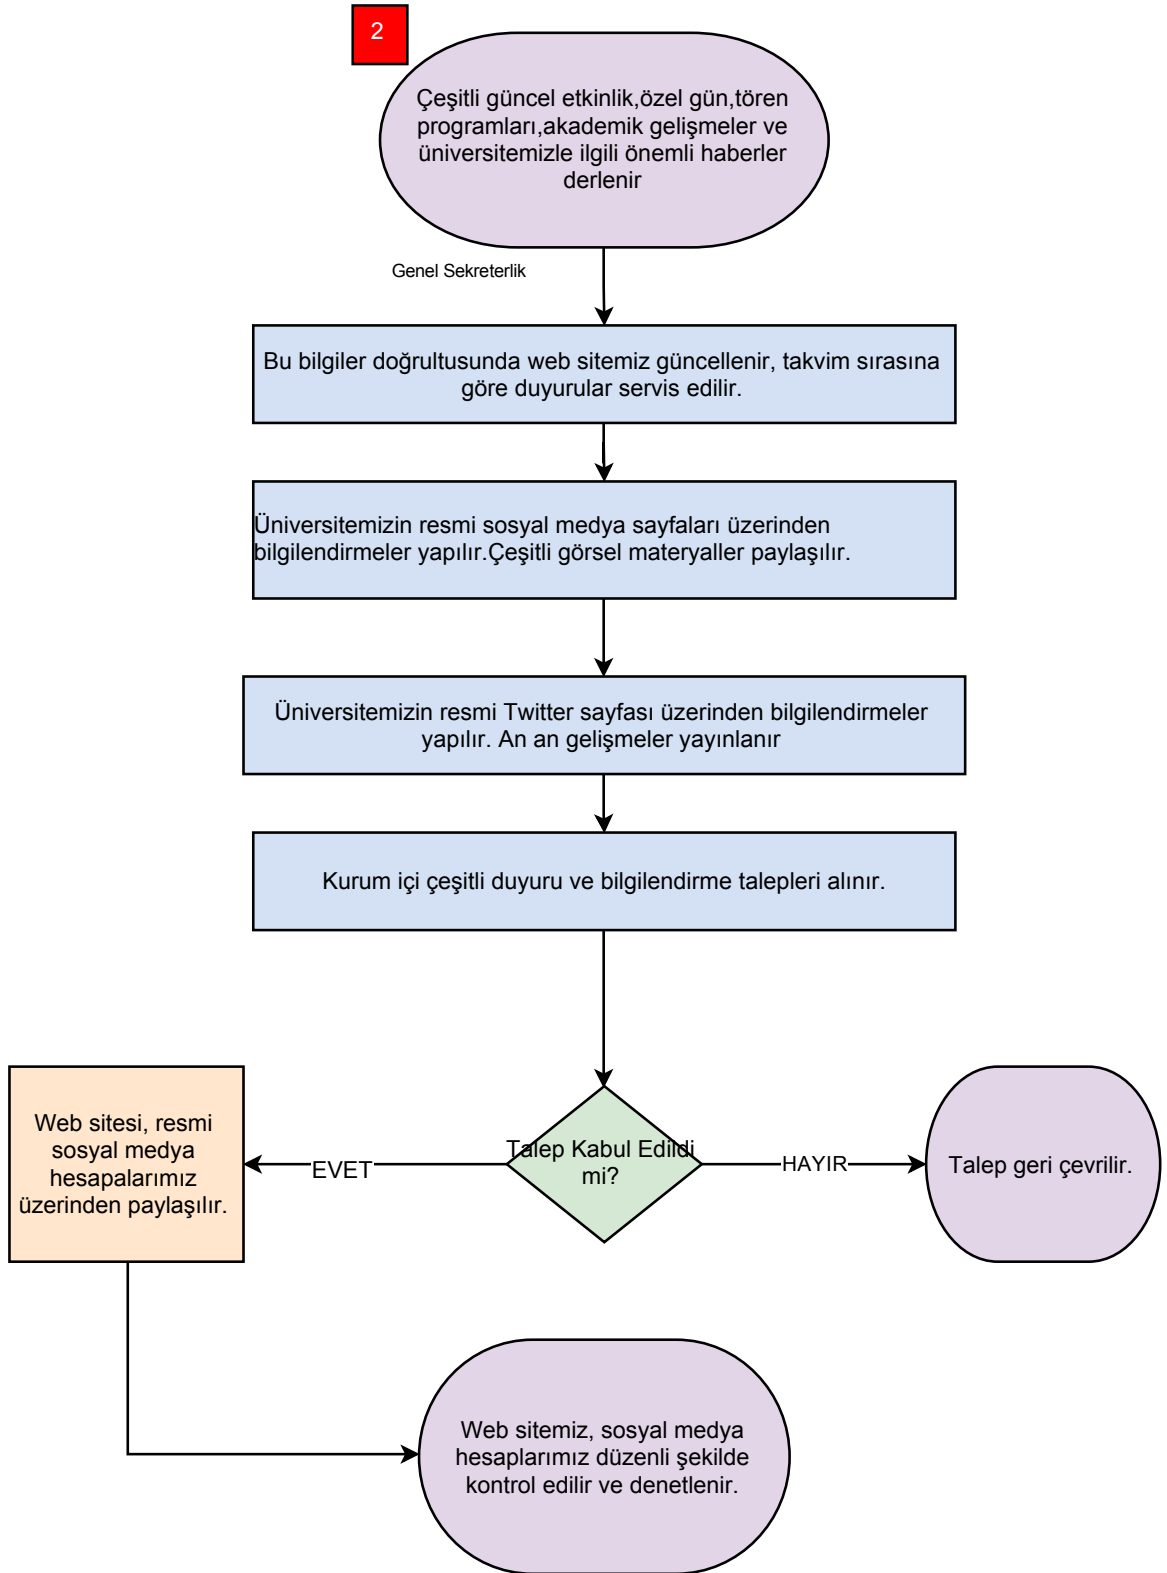 2
Çeşitli güncel etkinlik,özel gün,tören
programları,akademik gelişmeler ve
üniversitemizle ilgili önemli haberler
derlenir
Genel Sekreterlik
Bu bilgiler doğrultusunda web sitemiz güncellenir, takvim sırasına
göre duyurular servis edilir.
Üniversitemizin resmi sosyal medya sayfaları üzerinden
bilgilendirmeler yapılır.Çeşitli görsel materyaller paylaşılır.
Üniversitemizin resmi Twitter sayfası üzerinden bilgilendirmeler
yapılır. An an gelişmeler yayınlanır
Kurum içi çeşitli duyuru ve bilgilendirme talepleri alınır.
Web sitesi, resmi
sosyal medya
hesapalarımız
üzerinden paylaşılır.
EVET
Talep Kabul Edildi
mi?
HAYIR
Talep geri çevrilir.
Web sitemiz, sosyal medya
hesaplarımız düzenli şekilde
kontrol edilir ve denetlenir.